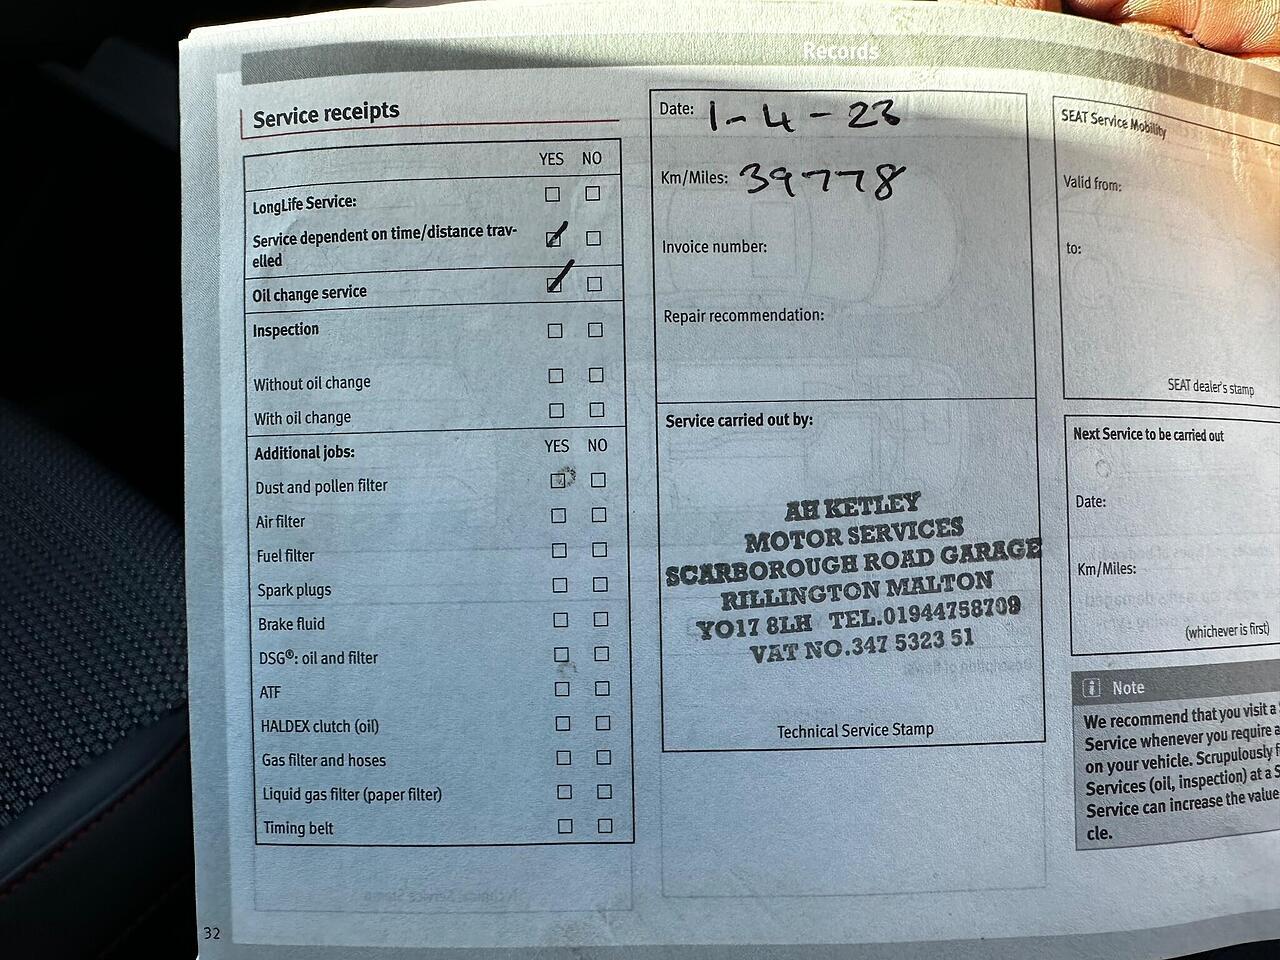 Records
Service receipts
YES NO
LongLife Service:
Service dependent on time/distance trav-
elled
Oil change service
Inspection
Without oil change
With oil change
Additional jobs: YES NO
Dust and pollen filter
Air filter
Fuel filter
Spark plugs
Brake fluid
DSG®: oil and filter
ATF
HALDEX clutch (oil)
Gas filter and hoses
Liquid gas filter (paper filter)
Timing belt
32
Date: 1-4-23
Km/Miles: 39778
Invoice number:
Repair recommendation:
Service carried out by:
AH KETLEY
MOTOR SERVICES
SCARBOROUGH ROAD GARAGE
RILLINGTON MALTON
YO17 8LH TEL.01944758709
VAT NO.347 5323 51
Technical Service Stamp
SEAT Service Mobility
Valid from:
to:
SEAT dealer's stamp
Next Service to be carried out
Date:
Km/Miles:
(whichever is first)
i Note
We recommend that you visit a
Service whenever you require a
on your vehicle. Scrupulously
Services (oil, inspection) at a
Service can increase the value
cle.